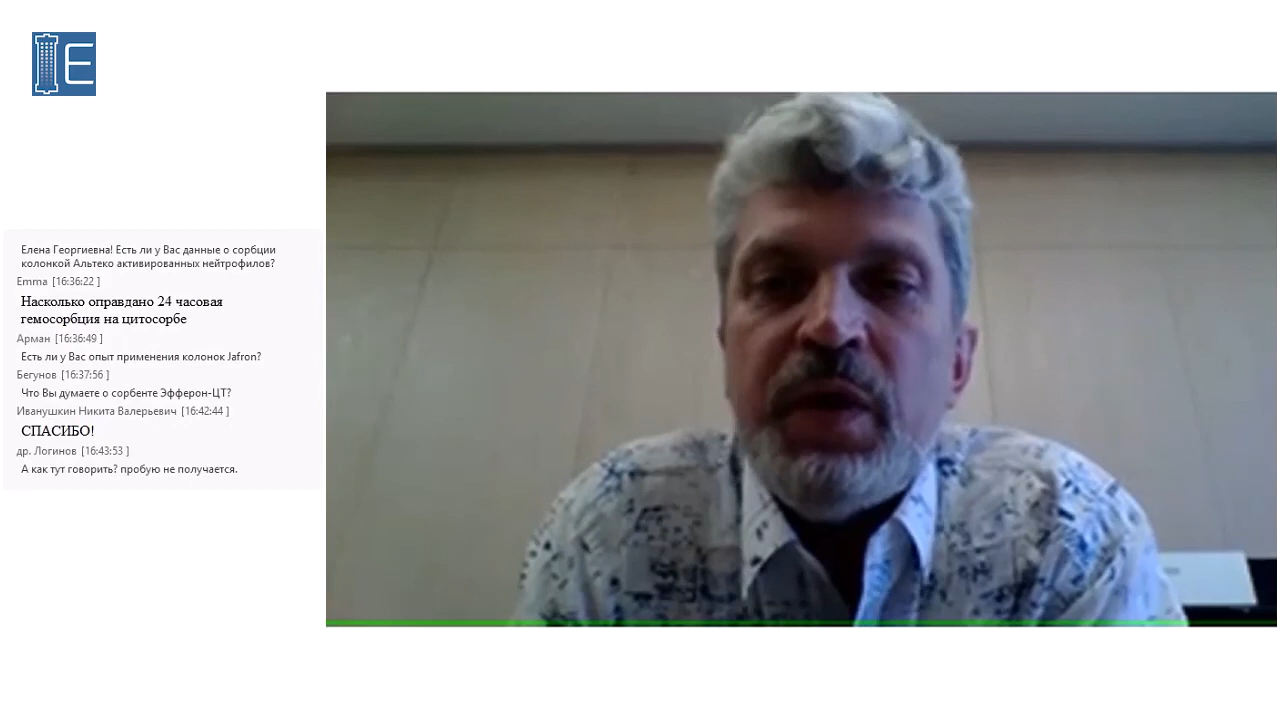 E
Елена Георгиевна! Есть ли у Вас данные о сорбции
колонкой Альтеко активированных нейтрофилов?
Emma [16:36:22 ]
Насколько оправдано 24 часовая
гемосорбция на цитосорбе
Арман [16:36:49 ]
Есть ли у Вас опыт применения колонок Jafron?
Бегунов [16:37:56 ]
Что Вы думаете о сорбенте Эфферон-ЦТ?
Иванушкин Никита Валерьевич [16:42:44 ]
СПАСИБО!
др. Логинов [16:43:53 ]
А как тут говорить? пробую не получается.